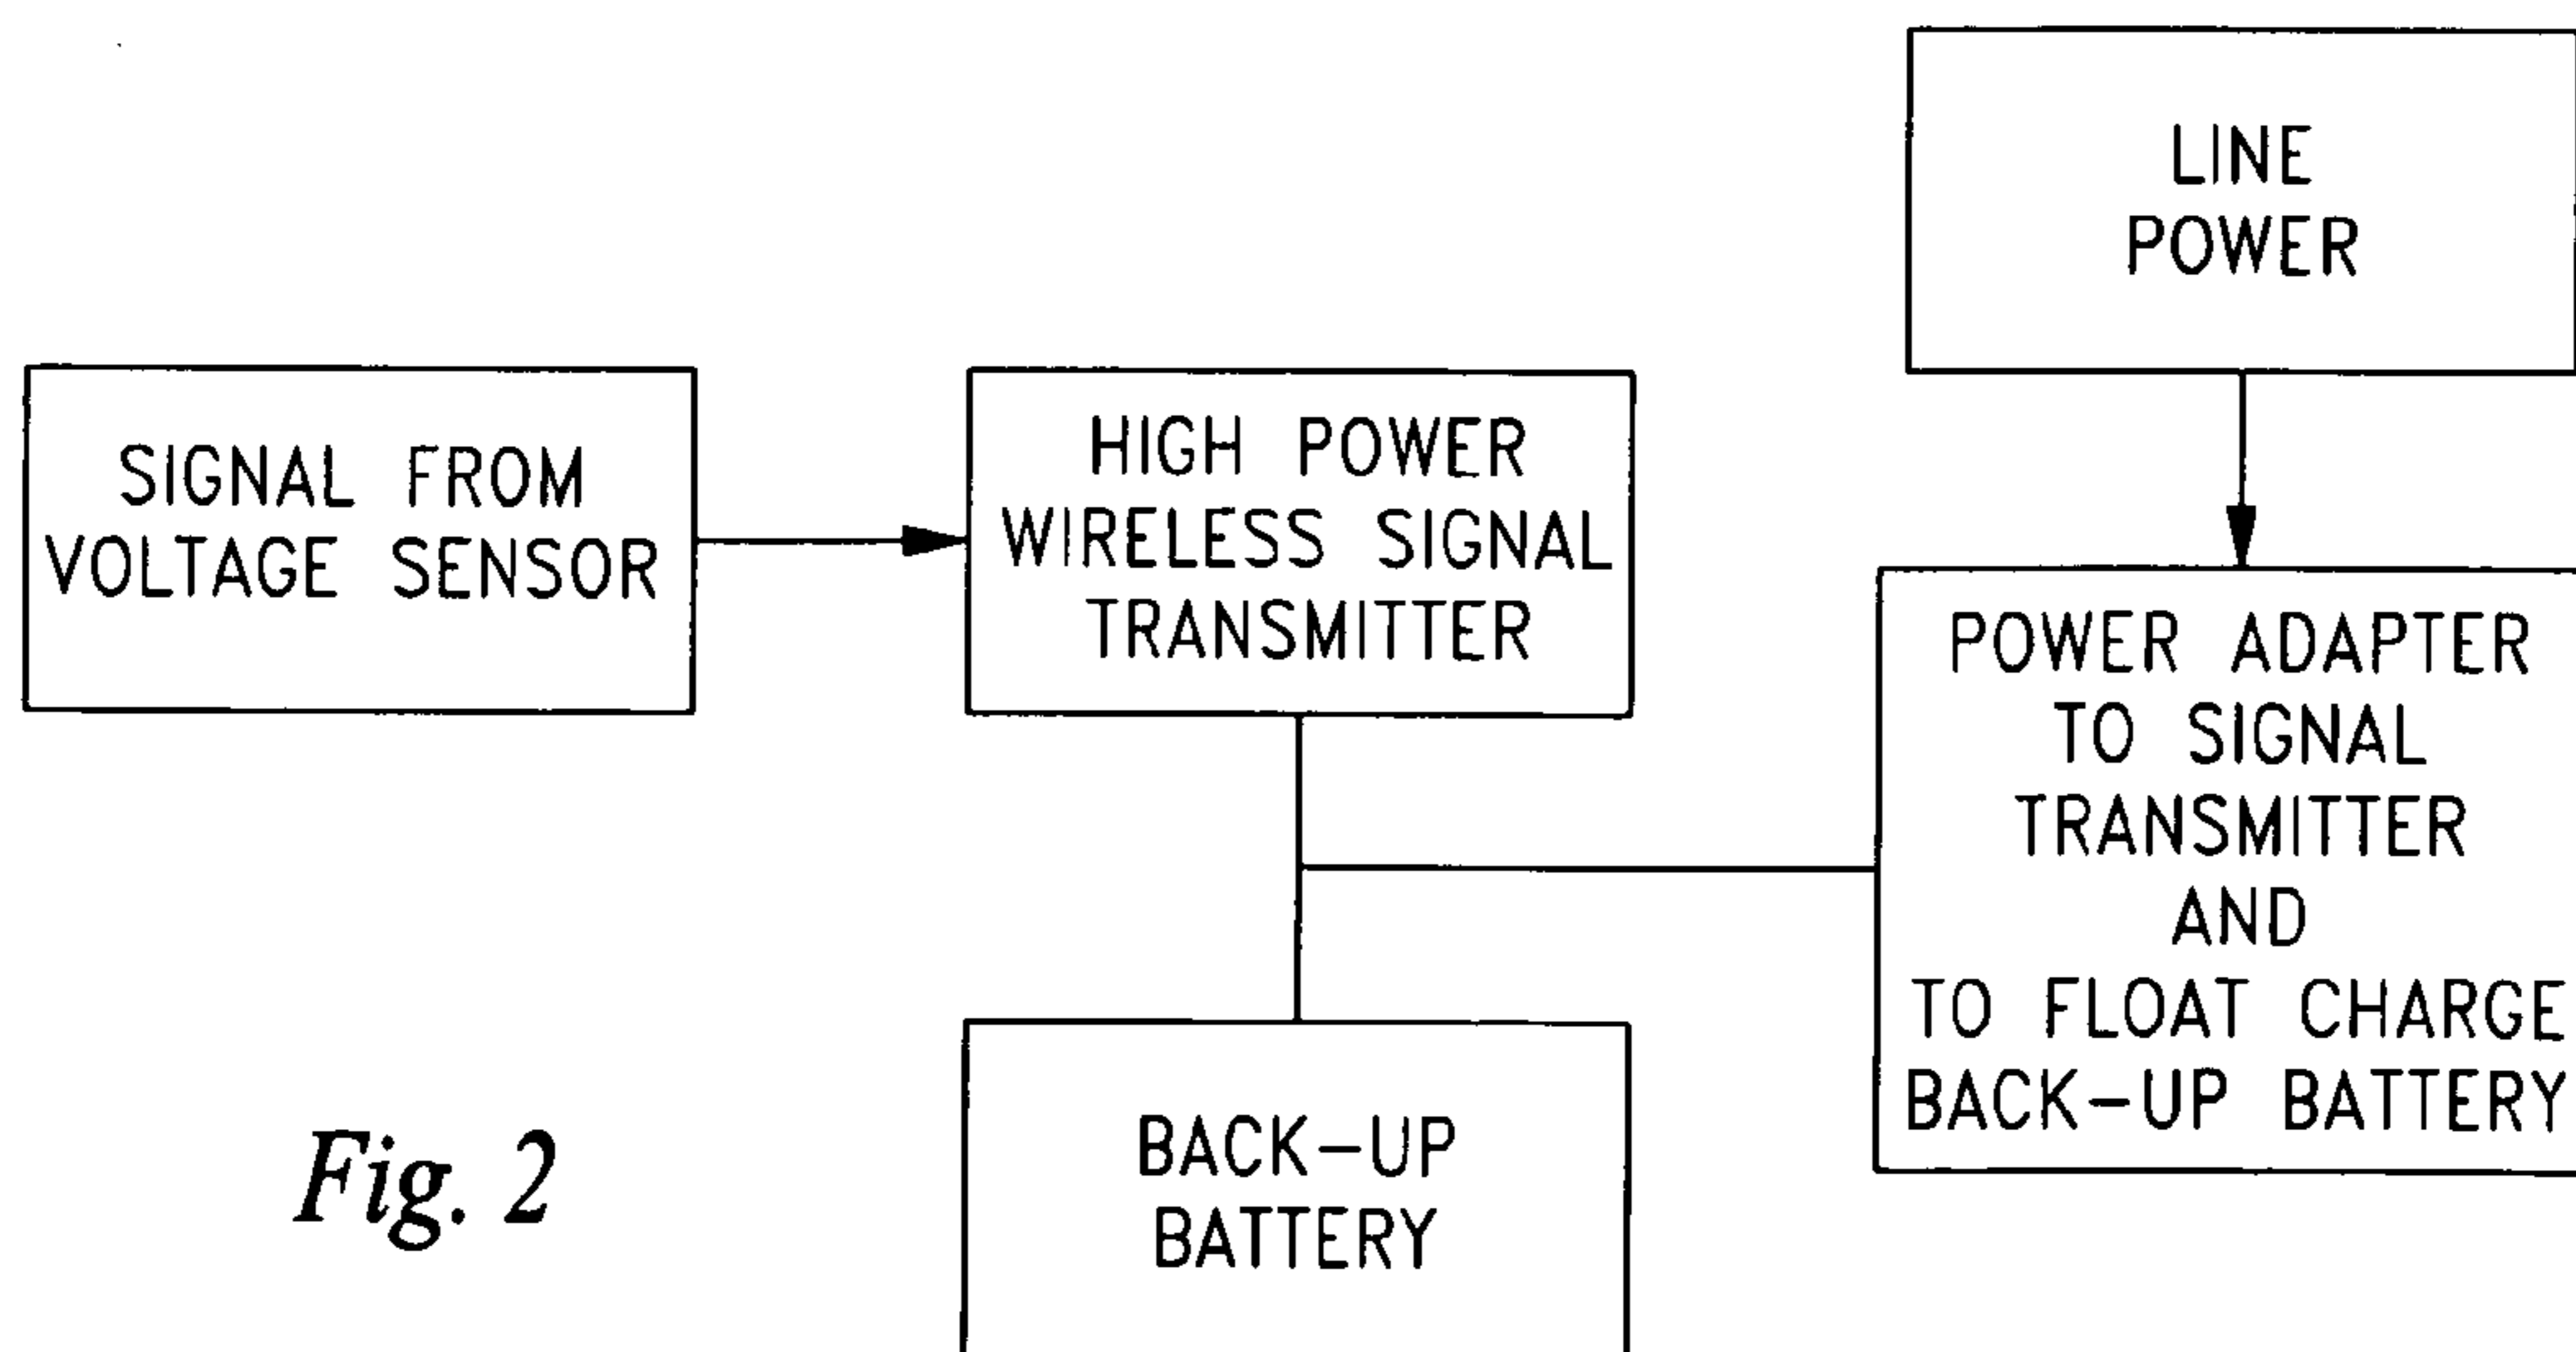 LINE
POWER
SIGNAL FROM
VOLTAGE SENSOR
HIGH POWER
WIRELESS SIGNAL
TRANSMITTER
POWER ADAPTER
TO SIGNAL
TRANSMITTER
AND
TO FLOAT CHARGE
BACK-UP BATTERY
BACK-UP
BATTERY
Fig. 2